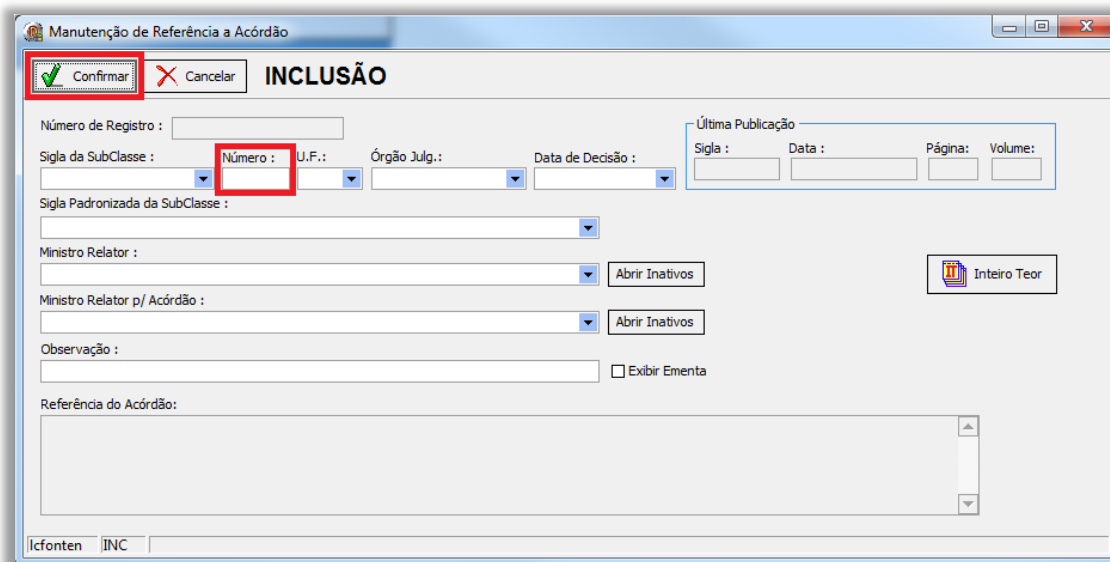 Manutenção de Referência a Acórdão
Confirmar Cancelar INCLUSÃO
Número de Registro :
Última Publicação
Sigla da SubClasse : Número : U.F.: Órgão Julg.: Data de Decisão : Sigla : Data : Página: Volume:
Sigla Padronizada da SubClasse :
Ministro Relator :
Abrir Inativos
IT Inteiro Teor
Ministro Relator p/ Acórdão :
Abrir Inativos
Observação :
Exibir Ementa
Referência do Acórdão:
lcfonten INC